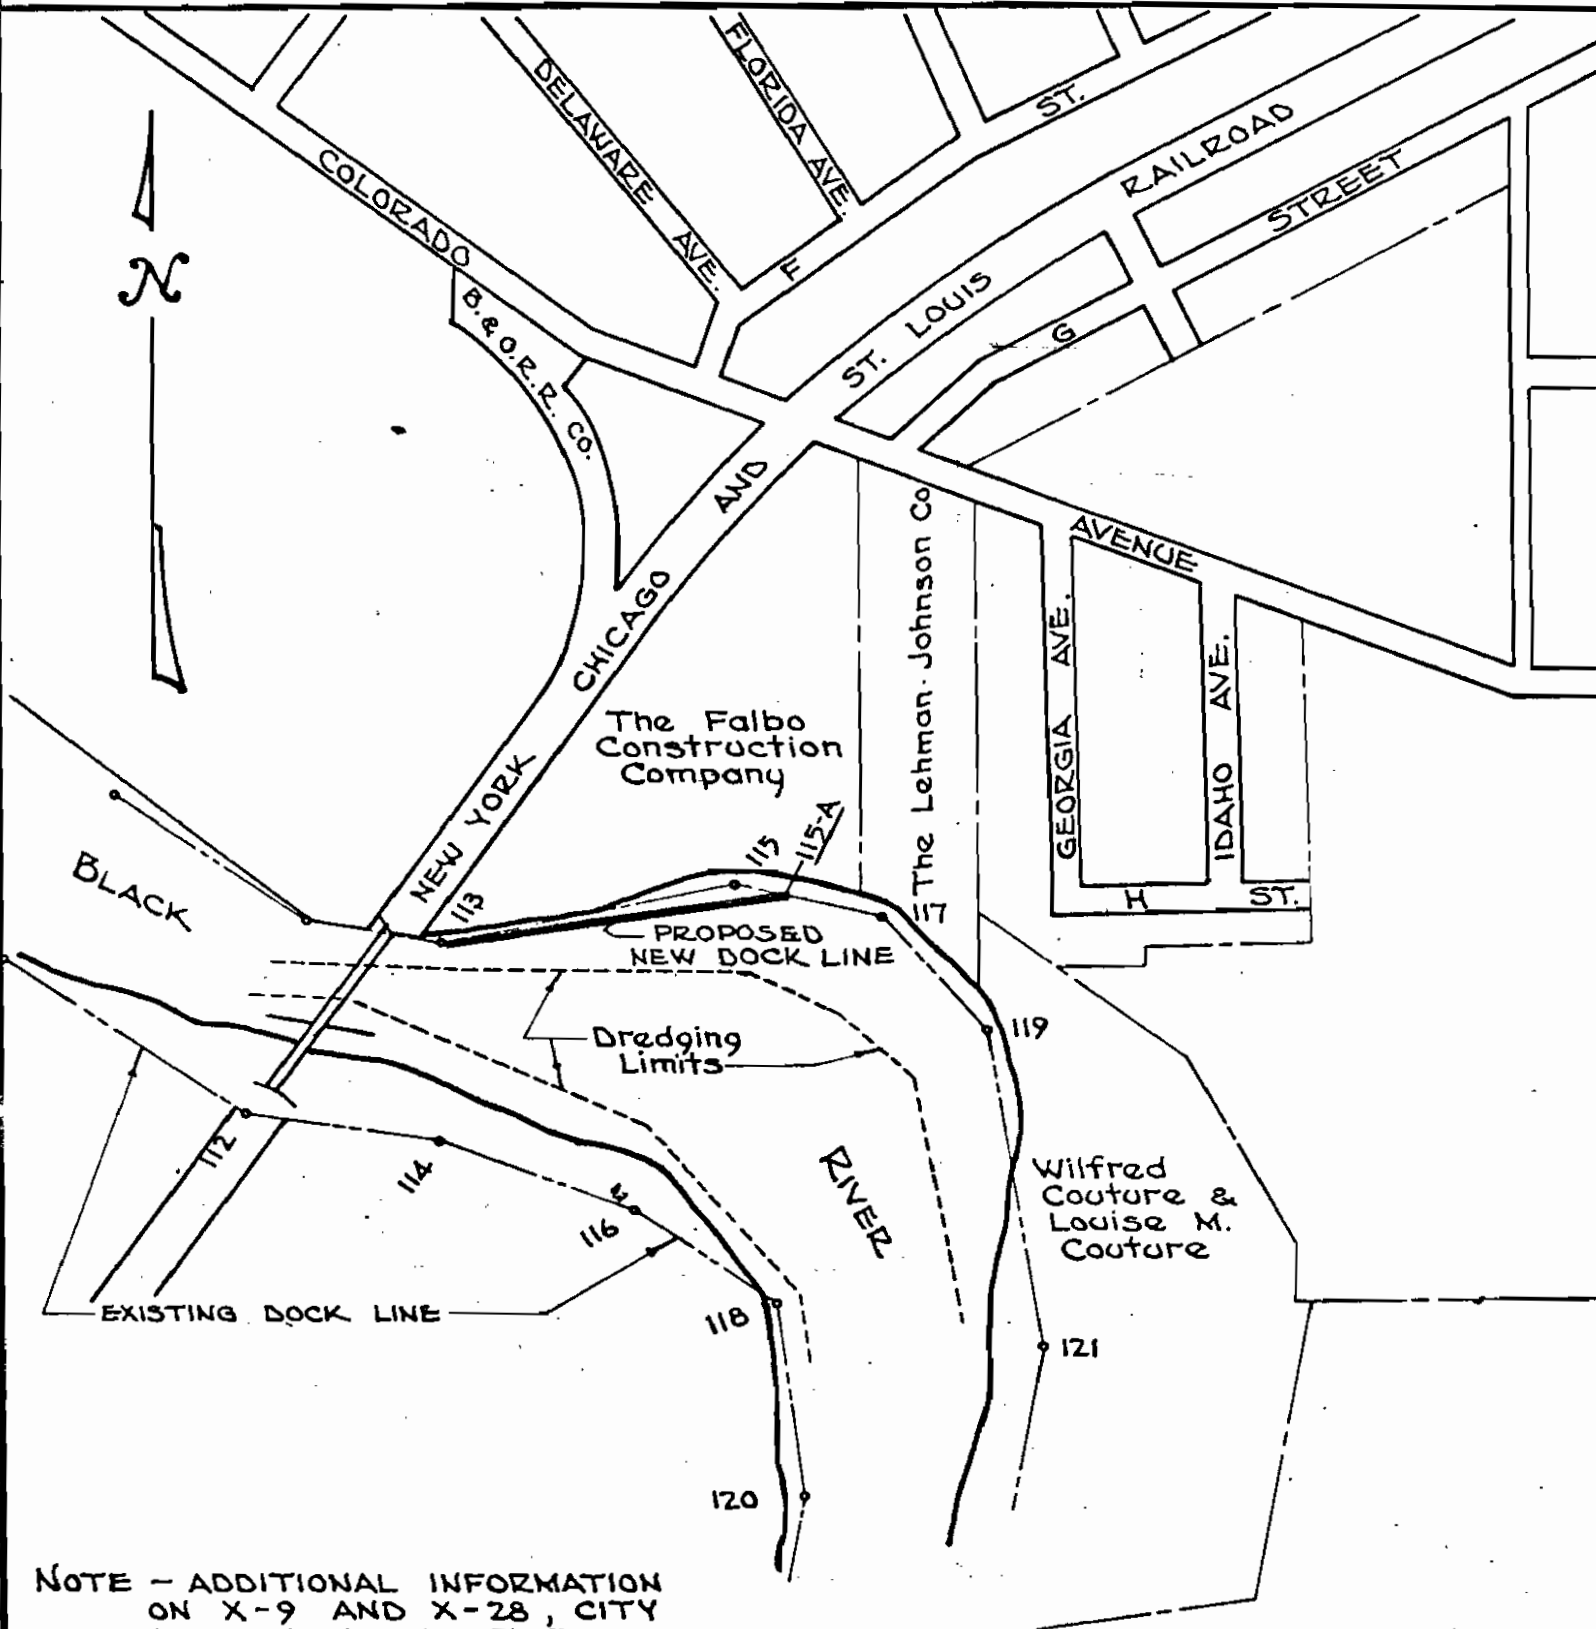 FLORIDA AVE.
DELAWARE AVE.
ST.
F
COLORADO
AVENUE
RAILROAD
STREET
G
N
B. & O. R. R. CO.
NEW YORK CHICAGO AND ST. LOUIS
The Lehman-Johnson Co
GEORGIA AVE.
IDAHO AVE.
H ST.
The Falbo
Construction
Company
BLACK
RIVER
113
115
115-A
117
PROPOSED
NEW DOCK LINE
119
Dredging
Limits
112
114
116
Wilfred
Couture &
Louise M.
Couture
EXISTING DOCK LINE
118
121
120
NOTE - ADDITIONAL INFORMATION
ON X-9 AND X-28, CITY